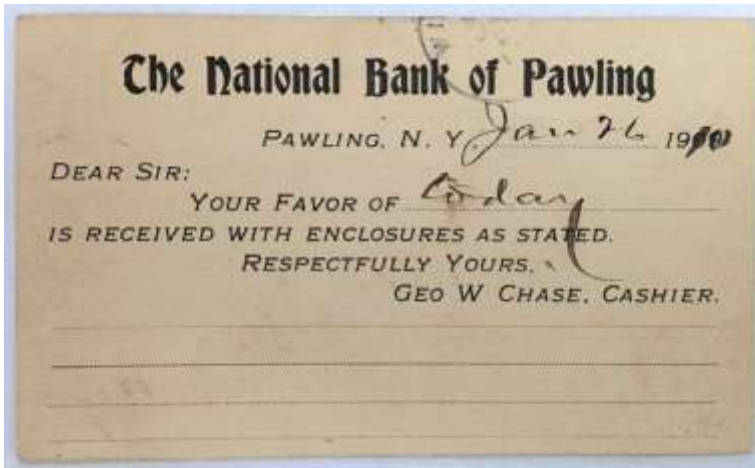 The National Bank of Pawling
PAWLING, N. Y. Jan 26 1910
DEAR SIR:
YOUR FAVOR OF today
IS RECEIVED WITH ENCLOSURES AS STATED.
RESPECTFULLY YOURS,
GEO W CHASE, CASHIER.